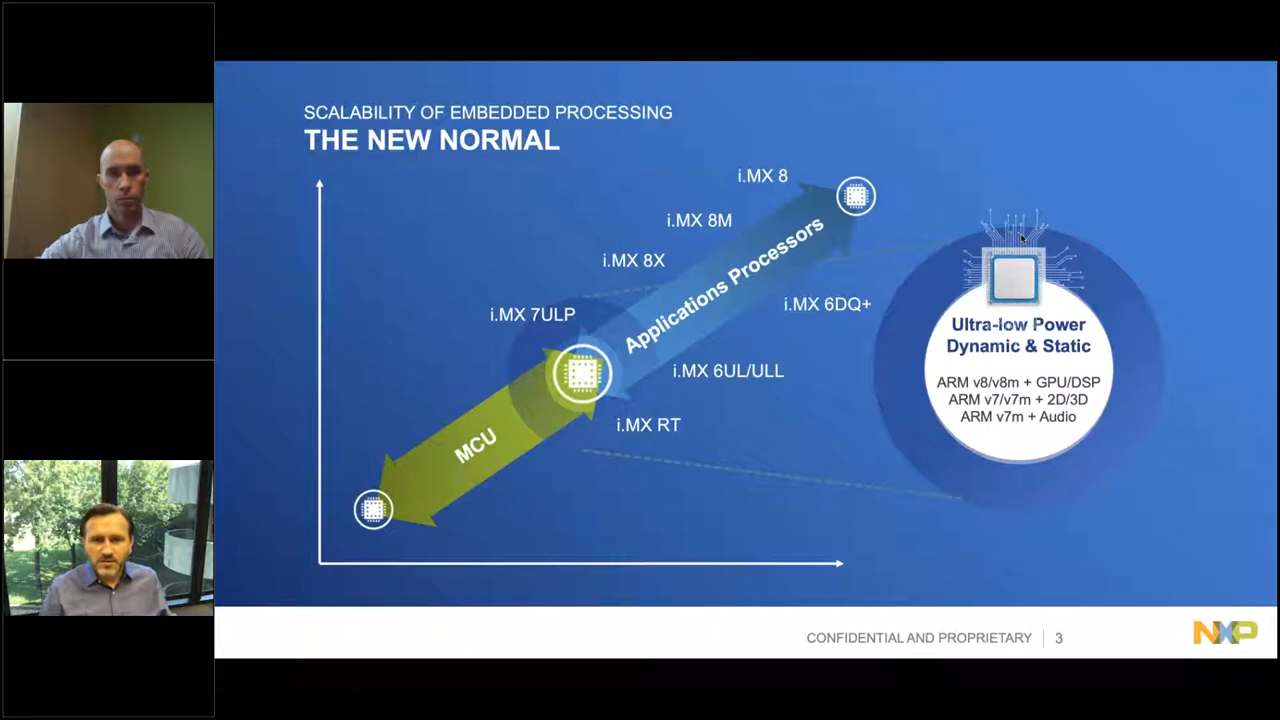 SCALABILITY OF EMBEDDED PROCESSING
THE NEW NORMAL
i.MX 8
i.MX 8M
i.MX 8X
i.MX 7ULP
Applications Processors
i.MX 6DQ+
i.MX 6UL/ULL
i.MX RT
MCU
Ultra-low Power
Dynamic & Static
ARM v8/v8m + GPU/DSP
ARM v7/v7m + 2D/3D
ARM v7m + Audio
CONFIDENTIAL AND PROPRIETARY
3
NXP